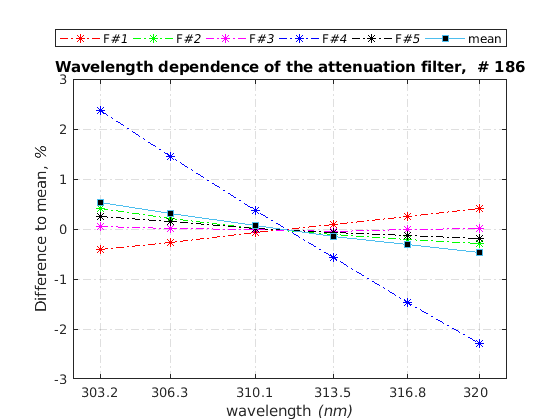 F#1 F#2 F#3 F#4 F#5 mean
Wavelength dependence of the attenuation filter, # 186
Difference to mean, %
3
2
1
0
-1
-2
-3
303.2 306.3 310.1 313.5 316.8 320
wavelength (nm)